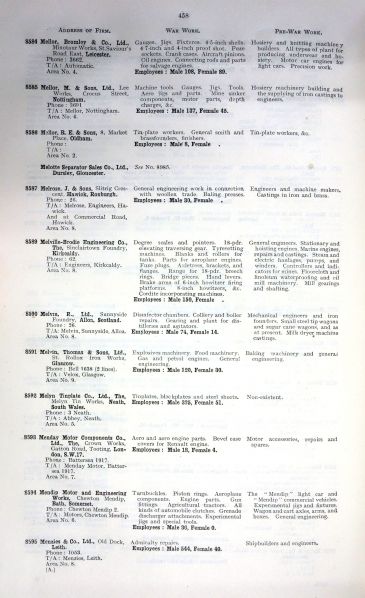 458
Address of Firm.
War Work.
Pre-War Work.
8584 Mellor, Bromley & Co., Ltd.,
Minotaur Works, St. Saviour's
Road East, Leicester.
Phone: 3662.
T/A: Automatic.
Area No. 4.
Gauges. Jigs. Fixtures. 4·5-inch shells.
4·7-inch and 4-inch proof shot. Fuze
sockets. Crank cases. Aircraft pinions.
Oil engines. Connecting rods and parts
for salvage engines.
Employees: Male 108, Female 89.
Hosiery and knitting machinery
builders. All types of plant for
producing underwear and hosiery.
Motor car engines for
light cars. Precision work.
8585 Mellor, M. & Sons, Ltd., Lee
Works, Crocus Street,
Nottingham.
Phone: 5691
T/A: Mellor, Nottingham.
Area No. 4.
Machine tools. Gauges. Jigs. Tools.
Aero jigs and parts. Mine sinker
components, motor parts, depth
charges, &c.
Employees: Male 137, Female 45.
Hosiery machinery building and
the supplying of iron castings to
engineers.
8586 Mellor, R. E. & Sons, 8, Market
Place, Oldham.
Phone:
T/A:
Area No. 2.
Tin-plate workers. General smith and
brassfounders, finishers.
Employees: Male 8, Female
Tin-plate workers, &c.
Melotte Separator Sales Co., Ltd.,
Dursley, Gloucester.
See No. 8985.
8587 Melrose, J. & Sons, Slitrig Crescent,
Hawick, Roxburgh.
Phone: 26.
T/A: Melrose, Engineers, Hawick.
And at Commercial Road,
Hawick.
Area No. 8.
General engineering work in connection
with woollen trade. Baling presses.
Employees: Male 30, Female
Engineers and machine makers,
Castings in iron and brass.
8589 Melville-Brodie Engineering Co.,
The, Sinclairtown Foundry,
Kirkcaldy.
Phone: 62.
T/A: Engineers, Kirkcaldy.
Area No. 8.
Degree scales and pointers. 18-pdr.
elevating traversing gear. Tyresetting
machines. Blanks and rollers for
tanks. Parts for aeroplane engines.
Fuze plugs. Axletrees, brackets, and
flanges. Range for 18-pdr. breech
rings. Bridge pieces. Hand levers.
Brake areas of 6-inch howitzer firing
platforms. 8-inch howitzers, &c.
Cordite incorporating machines.
Employees: Male 150, Female
General engineers. Stationary and
hoisting engines. Marine engines,
repairs and castings. Steam and
electric haulages, pumps, and
winders. Controllers and indicators
for mines. Floorcloth and
linoleum waterproofing and oil
mill machinery. Mill gearings
and shafting.
8590 Melvin, R., Ltd., Sunnyside
Foundry, Alloa, Scotland.
Phone: 26.
T/A: Melvin, Sunnyside, Alloa.
Area No. 8.
Disinfector chambers. Colliery and boiler
repairs. Gearing and plant for distilleries
and agitators.
Employees: Male 74, Female 14.
Mechanical engineers and iron
founders. Small steel tip wagons
and sugar cane wagons, and as
at present. Milk dryer machine
castings.
8591 Melvin, Thomas & Sons, Ltd.,
St. Rollox Iron Works,
Glasgow.
Phone: Bell 1638 (2 lines).
T/A: Velox, Glasgow.
Area No. 9.
Explosives machinery. Food machinery.
Gas and petrol engines. General
engineering.
Employees: Male 120, Female 30.
Baking machinery and general
engineering.
8592 Melyn Tinplate Co., Ltd., The,
Melyn Tin Works, Neath,
South Wales.
Phone: 3 Neath.
T/A: Abbey, Neath.
Area No. 5.
Tinplates, blackplates and steel sheets.
Employees: Male 375, Female 51.
Non-existent.
8593 Menday Motor Components Co.,
Ltd., The, Crown Works,
Gatton Road, Tooting, London,
S.W.17.
Phone: Battersea 1917.
T/A: Menday Motor, Battersea
1917.
Area No. 7.
Aero and aero engine parts. Bevel case
covers for Renault engine.
Employees: Male 18, Female 4.
Motor accessories, repairs and
spares.
8594 Mendip Motor and Engineering
Works, Chewton Mendip,
Bath, Somerset.
Phone: Chewton Mendip 2.
T/A: Motors, Chewton Mendip.
Area No. 6.
Turnbuckles. Piston rings. Aeroplane
components. Engine parts. Gun
fittings. Agricultural tractors. All
kinds of automobile clutches. Grenade
discharger attachments. Experimental
jigs and special tools.
Employees: Male 36, Female 0.
The "Mendip" light car and
"Mendip" commercial vehicles.
Experimental jigs and fixtures.
Wagon and cart axles, arms, and
boxes. General engineering.
8595 Menzies & Co., Ltd., Old Dock,
Leith.
Phone: 1053.
T/A: Menzies, Leith.
Area No. 8.
[A.]
Admiralty repairs.
Employees: Male 544, Female 40.
Shipbuilders and engineers.